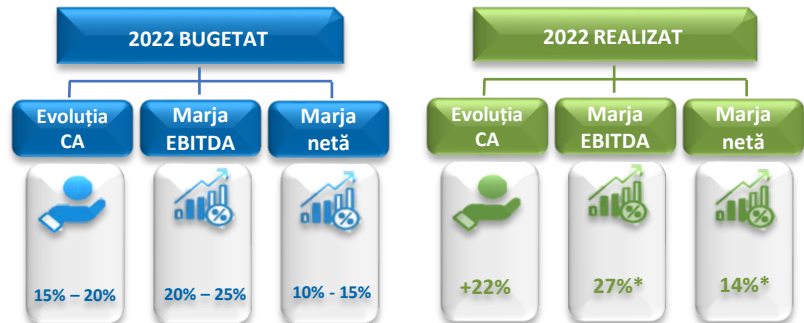 2022 BUGETAT
Evoluția
CA
Marja
EBITDA
Marja
netă
15% – 20%
20% – 25%
10% - 15%
2022 REALIZAT
Evoluția
CA
Marja
EBITDA
Marja
netă
+22%
27%*
14%*